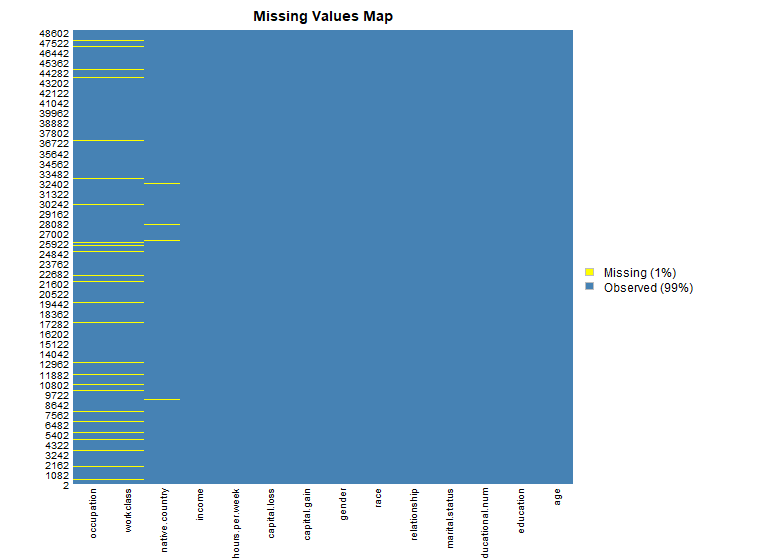 Missing Values Map
48602
47522
46442
45362
44282
43202
42122
41042
39962
38882
37802
36722
35642
34562
33482
32402
31322
30242
29162
28082
27002
25922
24842
23762
22682
21602
20522
19442
18362
17282
16202
15122
14042
12962
11882
10802
9722
8642
7562
6482
5402
4322
3242
2162
1082
2
Missing (1%)
Observed (99%)
occupation
workclass
native.country
income
hours.per.week
capital.loss
capital.gain
gender
race
relationship
marital.status
ducational.num
education
age